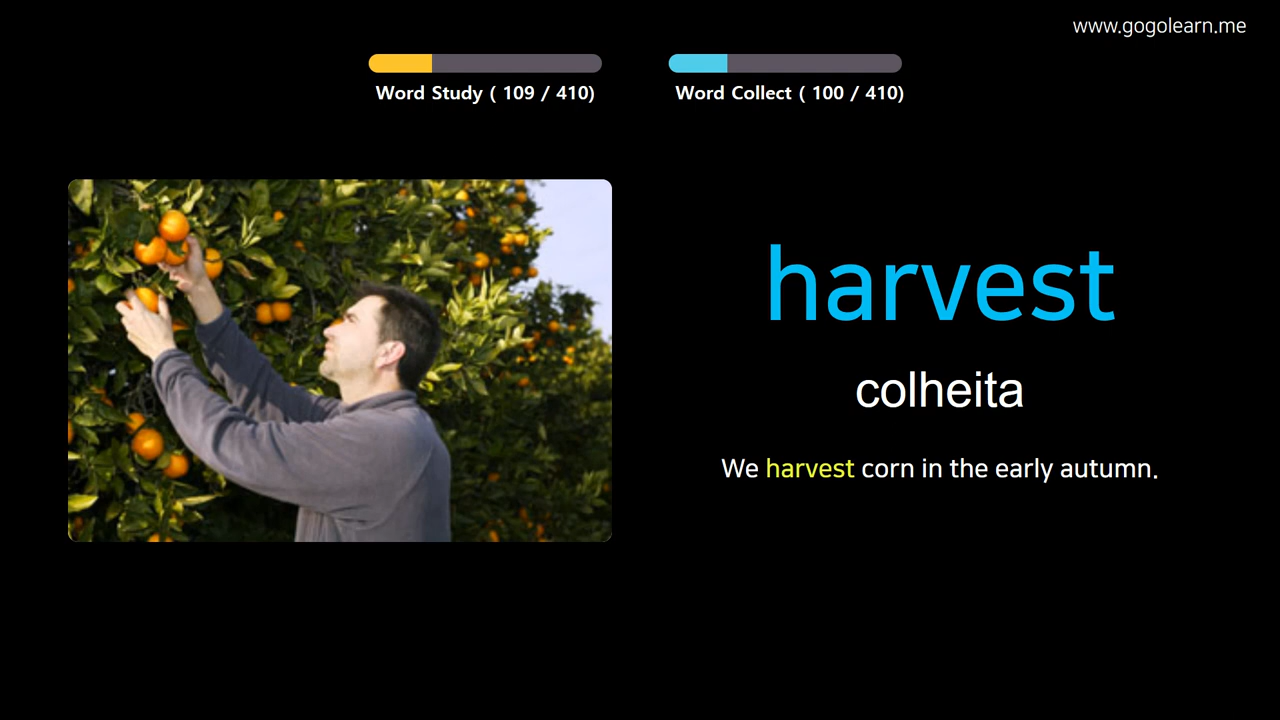 www.gogolearn.me
Word Study ( 109 / 410)
Word Collect ( 100 / 410)
harvest
colheita
We harvest corn in the early autumn.